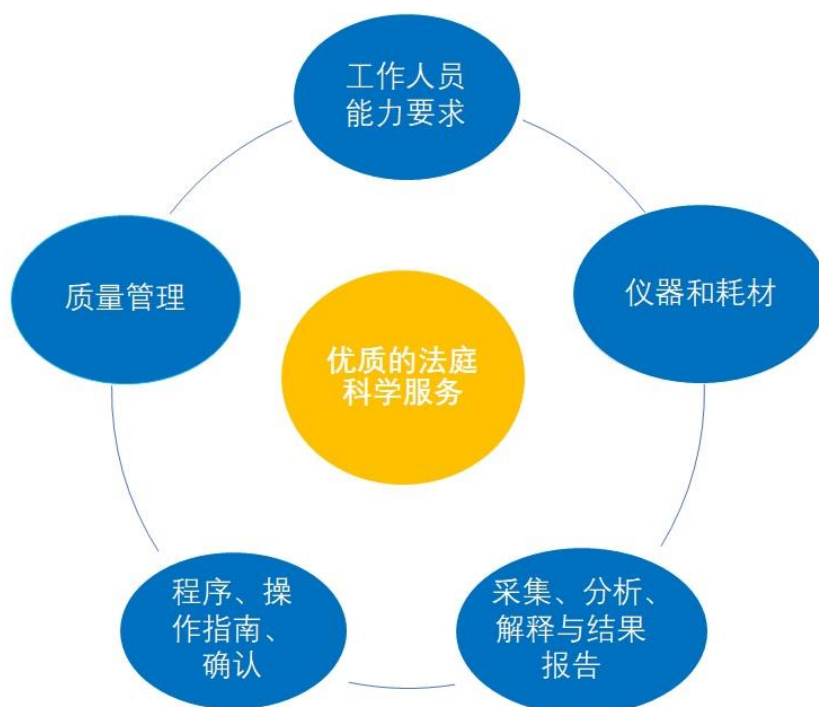 工作人员
能力要求
质量管理
仪器和耗材
优质的法庭
科学服务
程序、操
作指南、
确认
采集、分析、
解释与结果
报告